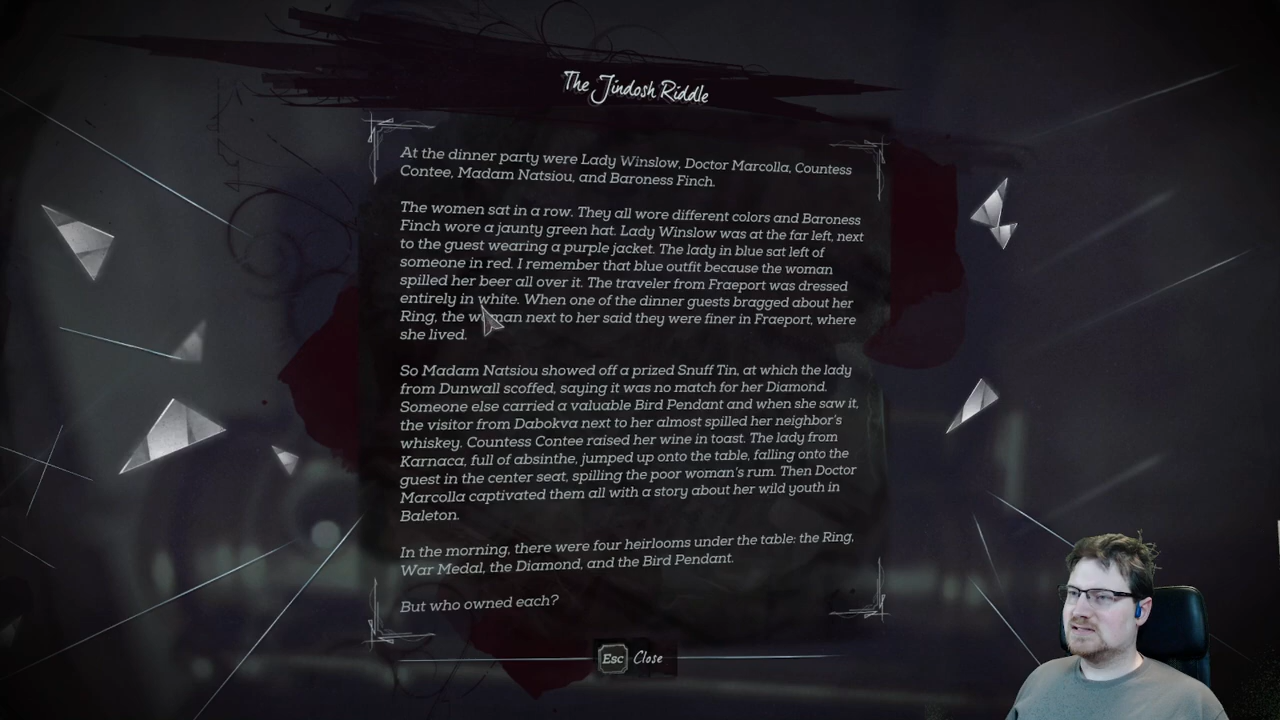 The Jindosh Riddle
At the dinner party were Lady Winslow, Doctor Marcolla, Countess
Contee, Madam Natsiou, and Baroness Finch.
The women sat in a row. They all wore different colors and Baroness
Finch wore a jaunty green hat. Lady Winslow was at the far left, next
to the guest wearing a purple jacket. The lady in blue sat left of
someone in red. I remember that blue outfit because the woman
spilled her beer all over it. The traveler from Fraeport was dressed
entirely in white. When one of the dinner guests bragged about her
Ring, the woman next to her said they were finer in Fraeport, where
she lived.
So Madam Natsiou showed off a prized Snuff Tin, at which the lady
from Dunwall scoffed, saying it was no match for her Diamond.
Someone else carried a valuable Bird Pendant and when she saw it,
the visitor from Dabokva next to her almost spilled her neighbor's
whiskey. Countess Contee raised her wine in toast. The lady from
Karnaca, full of absinthe, jumped up onto the table, falling onto the
guest in the center seat, spilling the poor woman's rum. Then Doctor
Marcolla captivated them all with a story about her wild youth in
Baleton.
In the morning, there were four heirlooms under the table: the Ring,
War Medal, the Diamond, and the Bird Pendant.
But who owned each?
Esc Close